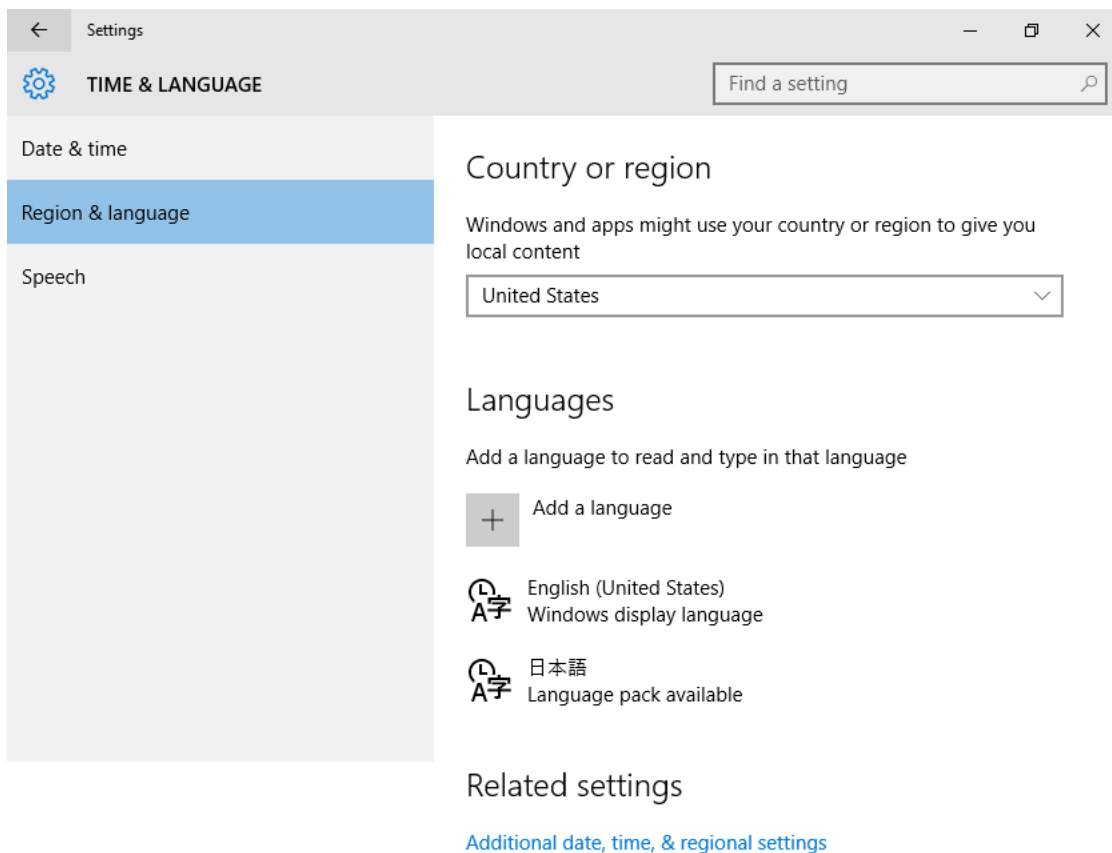 Settings
TIME & LANGUAGE
Find a setting
Date & time
Region & language
Speech
Country or region
Windows and apps might use your country or region to give you
local content
United States
Languages
Add a language to read and type in that language
Add a language
English (United States)
Windows display language
日本語
Language pack available
Related settings
Additional date, time, & regional settings